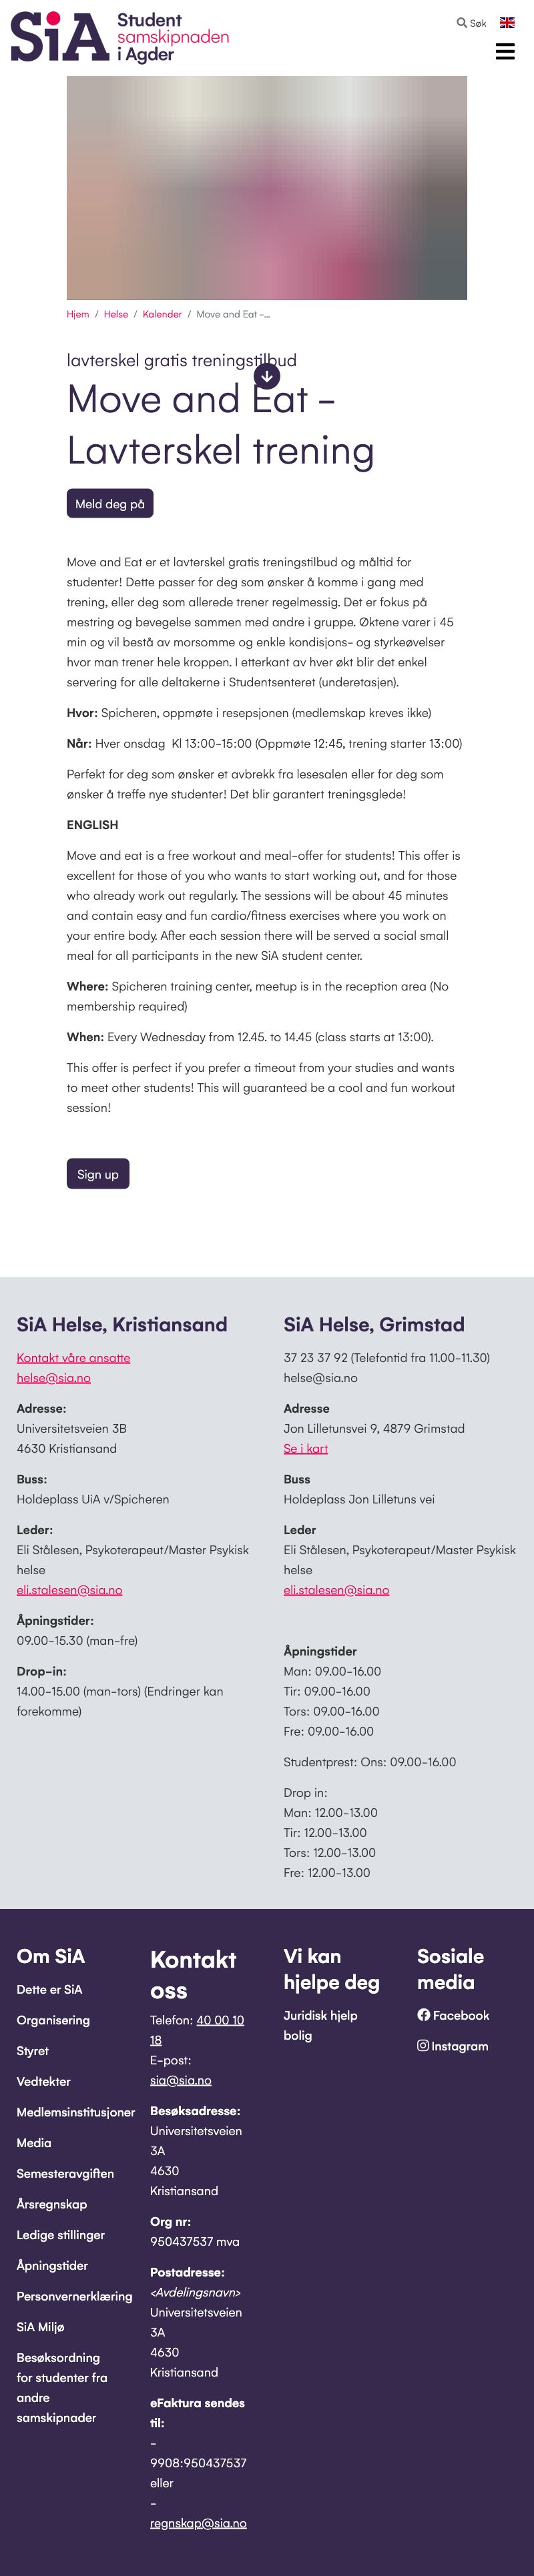 SiA Student
samskipnaden
i Agder
Søk
Hjem / Helse / Kalender / Move and Eat -...
lavterskel gratis treningstilbud
Move and Eat -
Lavterskel trening
Meld deg på
Move and Eat er et lavterskel gratis treningstilbud og måltid for
studenter! Dette passer for deg som ønsker å komme i gang med
trening, eller deg som allerede trener regelmessig. Det er fokus på
mestring og bevegelse sammen med andre i gruppe. Øktene varer i 45
min og vil bestå av morsomme og enkle kondisjons- og styrkeøvelser
hvor man trener hele kroppen. I etterkant av hver økt blir det enkel
servering for alle deltakerne i Studentsenteret (underetasjen).
Hvor: Spicheren, oppmøte i resepsjonen (medlemskap kreves ikke)
Når: Hver onsdag  Kl 13:00-15:00 (Oppmøte 12:45, trening starter 13:00)
Perfekt for deg som ønsket et avbrekk fra lesesalen eller for deg som
ønsker å treffe nye studenter! Det blir garantert treningsglede!
ENGLISH
Move and eat is a free workout and meal-offer for students! This offer is
excellent for those of you who wants to start working out, and for those
who already work out regularly. The sessions will be about 45 minutes
and contain easy and fun cardio/fitness exercises where you work on
your entire body. After each session there will be served a social small
meal for all participants in the new SiA student center.
Where: Spicheren training center, meetup is in the reception area (No
membership required)
When: Every Wednesday from 12.45. to 14.45 (class starts at 13:00).
This offer is perfect if you prefer a timeout from your studies and wants
to meet other students! This will guaranteed be a cool and fun workout
session!
Sign up
SiA Helse, Kristiansand
Kontakt våre ansatte
helse@sia.no
Adresse:
Universitetsveien 3B
4630 Kristiansand
Buss:
Holdeplass UiA v/Spicheren
Leder:
Eli Stålesen, Psykoterapeut/Master Psykisk
helse
eli.stalesen@sia.no
Åpningstider:
09.00-15.30 (man-fre)
Drop-in:
14.00-15.00 (man-tors) (Endringer kan
forekomme)
SiA Helse, Grimstad
37 23 37 92 (Telefontid fra 11.00-11.30)
helse@sia.no
Adresse
Jon Lilletunsvei 9, 4879 Grimstad
Se i kart
Buss
Holdeplass Jon Lilletuns vei
Leder
Eli Stålesen, Psykoterapeut/Master Psykisk
helse
eli.stalesen@sia.no
Åpningstider
Man: 09.00-16.00
Tir: 09.00-16.00
Tors: 09.00-16.00
Fre: 09.00-16.00
Studentprest: Ons: 09.00-16.00
Drop in:
Man: 12.00-13.00
Tir: 12.00-13.00
Tors: 12.00-13.00
Fre: 12.00-13.00
Om SiA
Dette er SiA
Organisering
Styret
Vedtekter
Medlemsinstitusjoner
Media
Semesteravgiften
Årsregnskap
Ledige stillinger
Åpningstider
Personvernerklæring
SiA Miljø
Besøksordning
for studenter fra
andre
samskipnader
Kontakt
oss
Telefon: 40 00 10
18
E-post:
sia@sia.no
Besøksadresse:
Universitetsveien
3A
4630
Kristiansand
Org nr:
950437537 mva
Postadresse:
<Avdelingsnavn>
Universitetsveien
3A
4630
Kristiansand
eFaktura sendes
til:
-
9908:950437537
eller
-
regnskap@sia.no
Vi kan
hjelpe deg
Juridisk hjelp
bolig
Sosiale
media
Facebook
Instagram